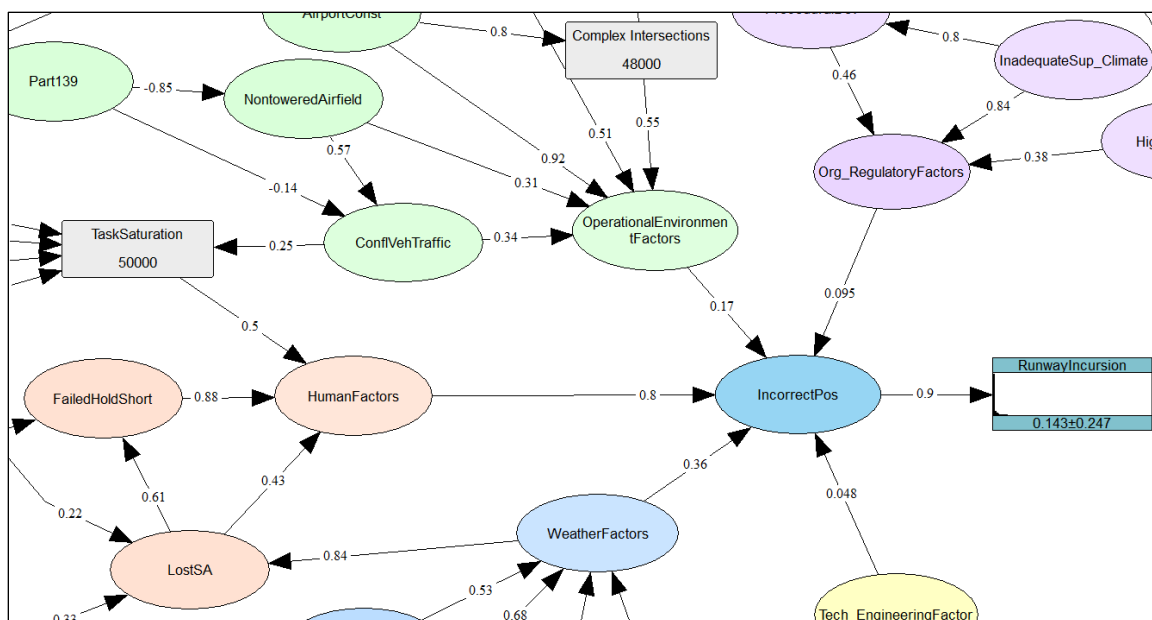 AirportConst
0.8
Complex Intersections
48000
0.8
InadequateSup_Climate
Part139
-0.85
NontoweredAirfield
0.46
0.84
0.51
0.55
0.57
0.92
0.38
Org_RegulatoryFactors
0.31
-0.14
TaskSaturation
50000
0.25
ConflVehTraffic
0.34
OperationalEnvironmen
tFactors
0.17
0.095
0.5
RunwayIncursion
FailedHoldShort
0.88
HumanFactors
0.8
IncorrectPos
0.9
0.143±0.247
0.43
0.36
0.61
0.048
0.22
WeatherFactors
0.84
LostSA
0.53
0.68
0.33
Tech_EngineeringFactor